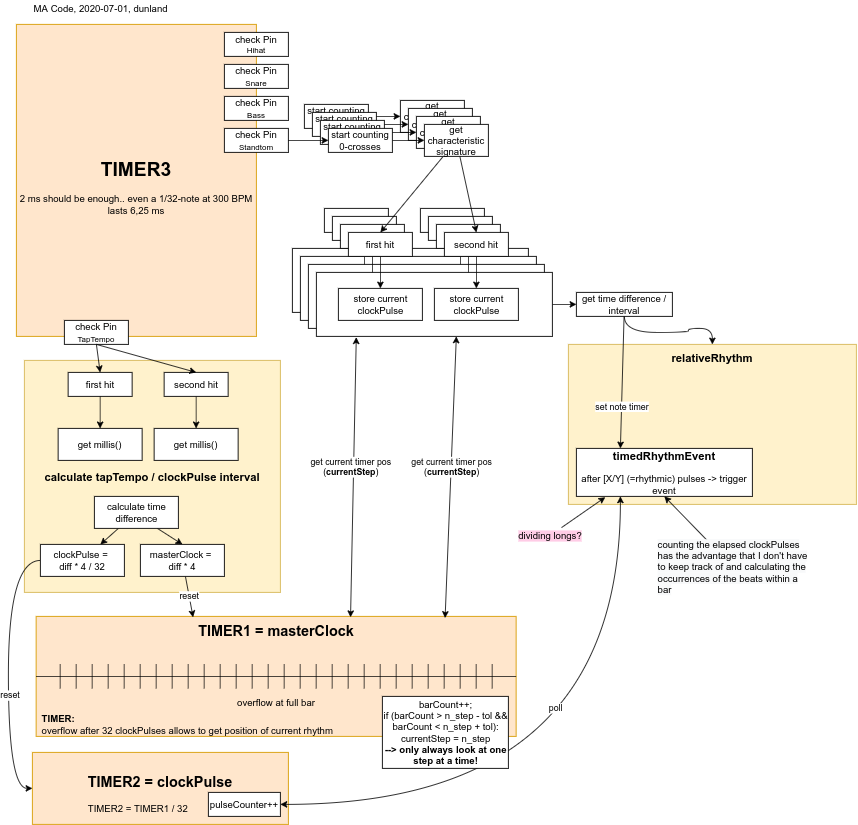 MA Code, 2020-07-01, dunland
check Pin
Hihat
check Pin
Snare
check Pin
Bass
check Pin
Standtom
TIMER3
2 ms should be enough.. even a 1/32-note at 300 BPM
lasts 6,25 ms
start counting
start counting
start counting
start counting
0-crosses
get
get
get
get
characteristic
signature
first hit
second hit
store current
clockPulse
store current
clockPulse
get time difference /
interval
check Pin
TapTempo
first hit
second hit
get millis()
get millis()
calculate tapTempo / clockPulse interval
calculate time
difference
clockPulse =
diff * 4 / 32
masterClock =
diff * 4
reset
reset
get current timer pos
(currentStep)
get current timer pos
(currentStep)
relativeRhythm
set note timer
timedRhythmEvent
after [X/Y] (=rhythmic) pulses -> trigger
event
dividing longs?
counting the elapsed clockPulses
has the advantage that I don't have
to keep track of and calculating the
occurrences of the beats within a
bar
poll
TIMER1 = masterClock
overflow at full bar
TIMER:
overflow after 32 clockPulses allows to get position of current rhythm
barCount++;
if (barCount > n_step - tol &&
barCount < n_step + tol):
currentStep = n_step
--> only always look at one
step at a time!
TIMER2 = clockPulse
TIMER2 = TIMER1 / 32
pulseCounter++